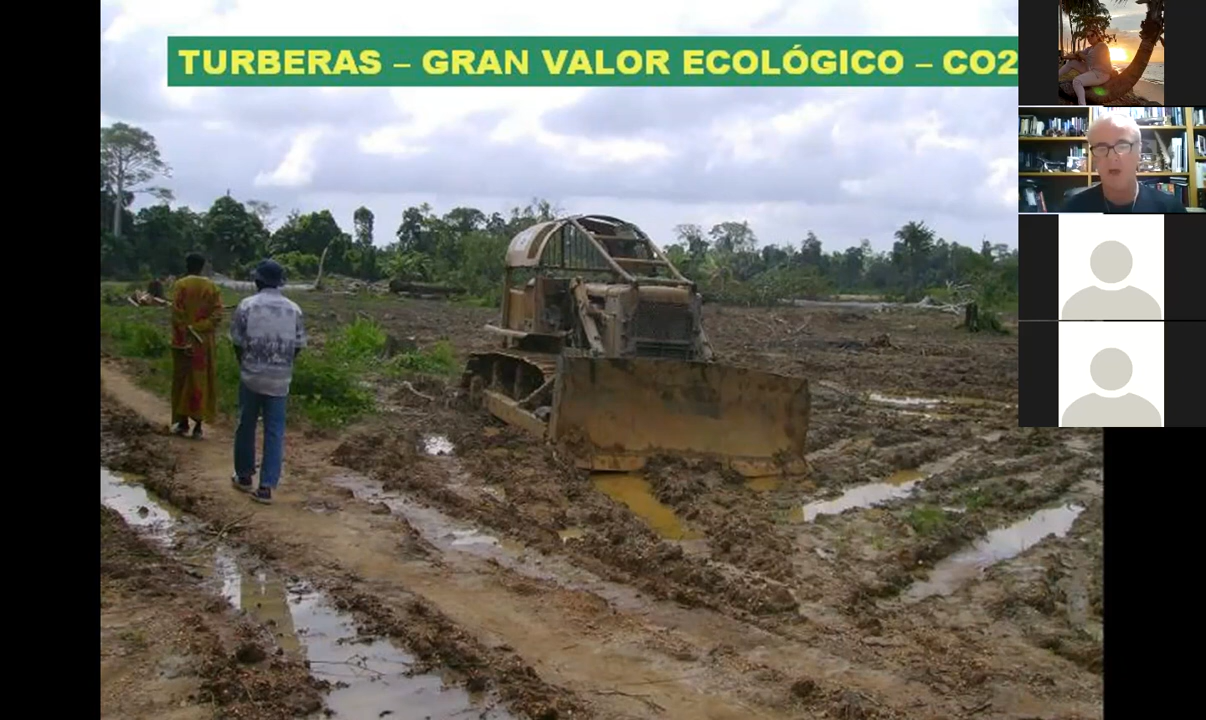 TURBERAS – GRAN VALOR ECOLÓGICO – CO2